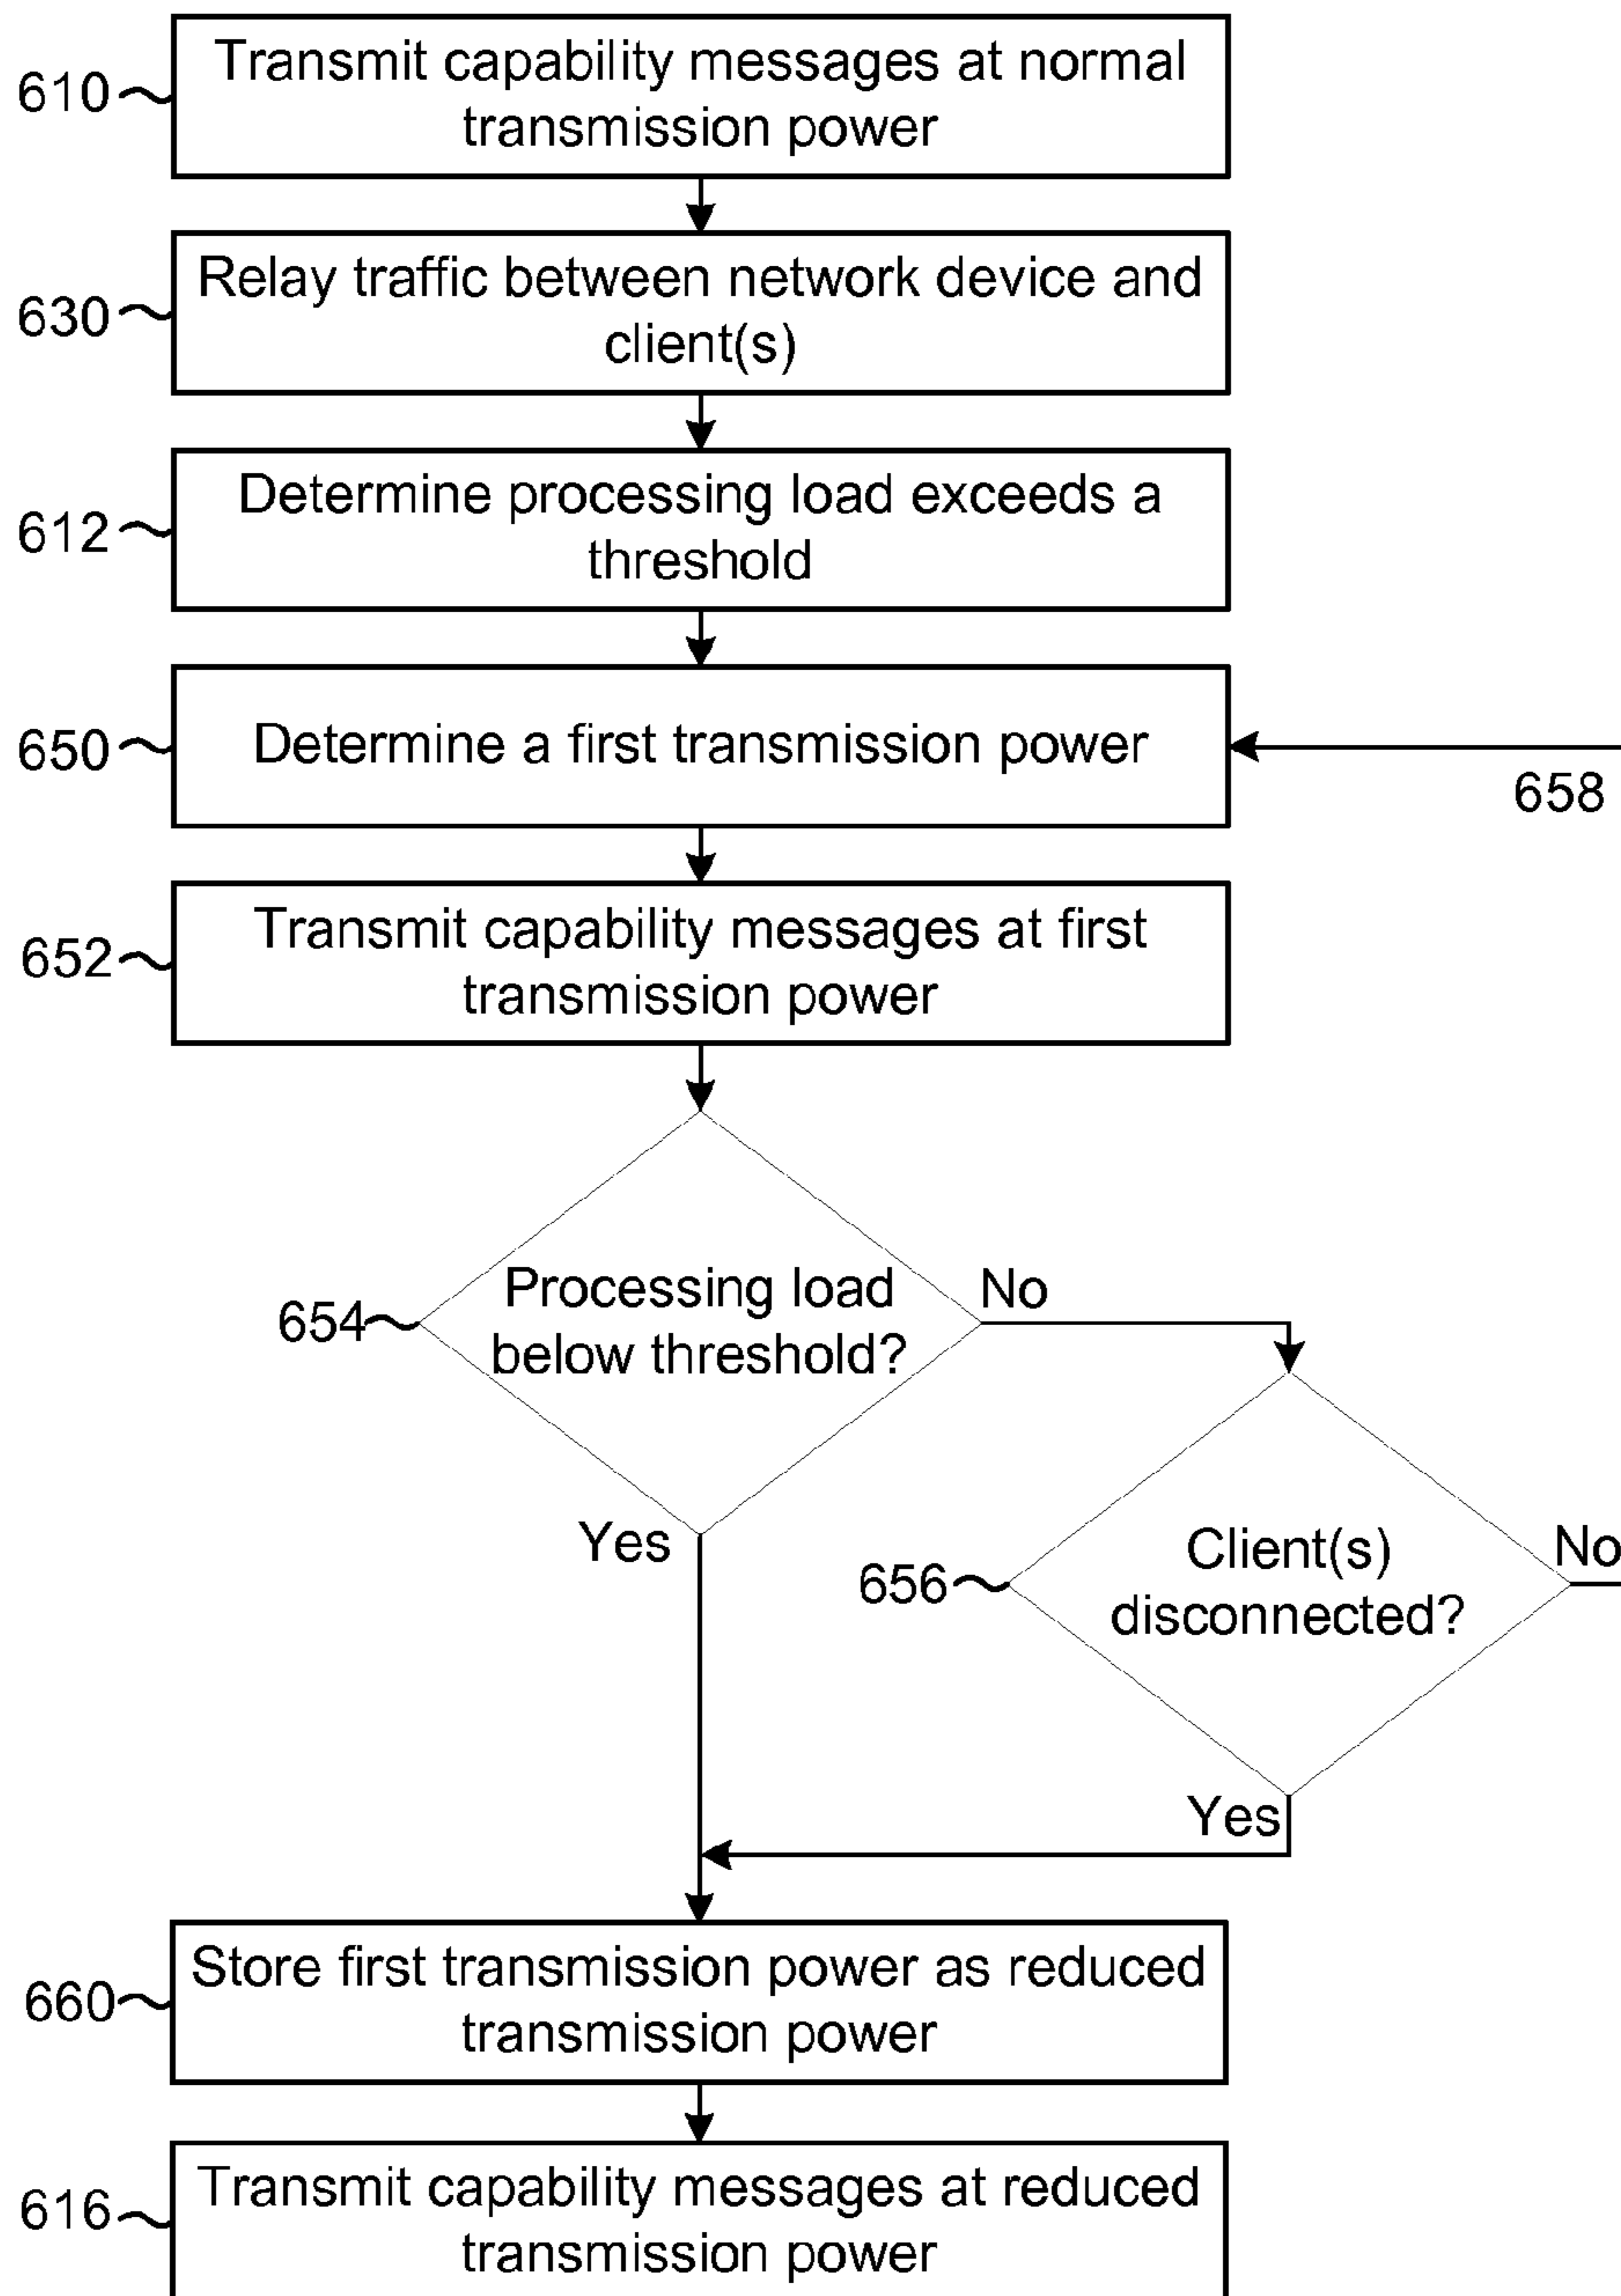 610
Transmit capability messages at normal
transmission power
630
Relay traffic between network device and
client(s)
612
Determine processing load exceeds a
threshold
650
Determine a first transmission power
658
652
Transmit capability messages at first
transmission power
654
Processing load
below threshold?
No
Yes
656
Client(s)
disconnected?
No
Yes
660
Store first transmission power as reduced
transmission power
616
Transmit capability messages at reduced
transmission power